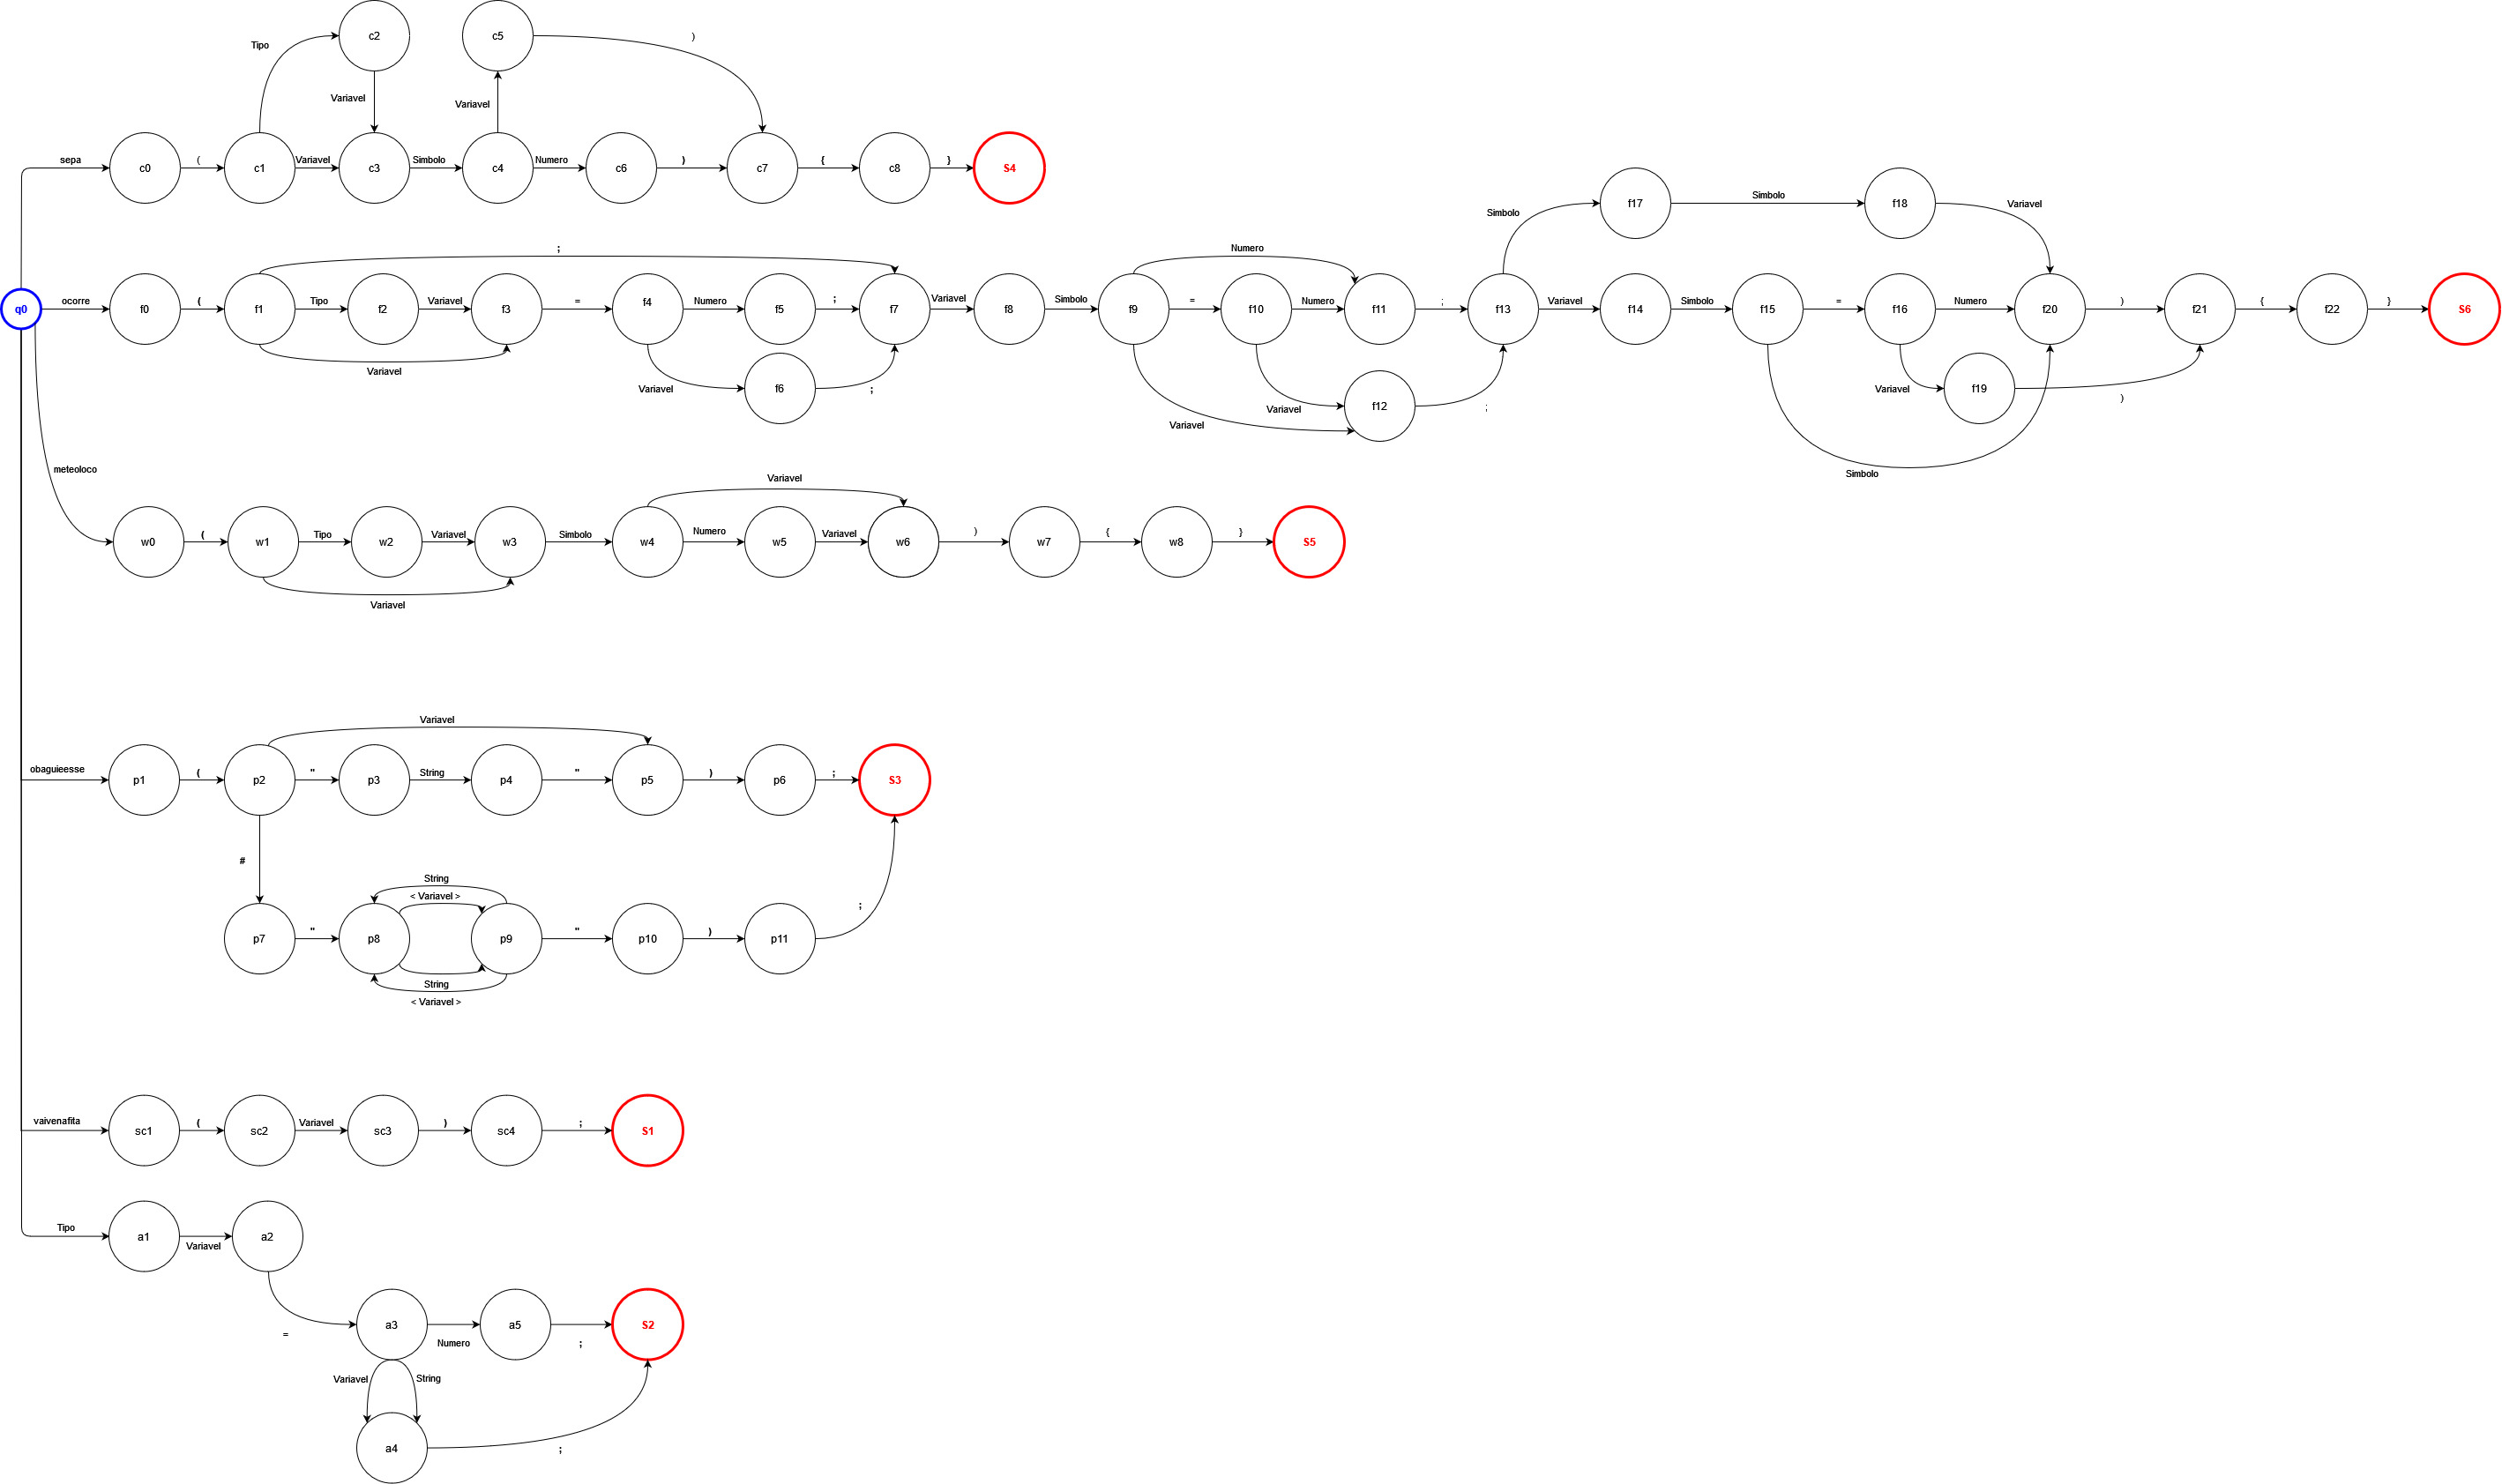 c2
c5
)
Tipo
Variavel
Variavel
sepa
c0
(
c1
Variavel
c3
Simbolo
c4
Numero
c6
)
c7
{
c8
}
S4
f17
Simbolo
f18
Simbolo
Variavel
;
Numero
q0
ocorre
f0
(
f1
Tipo
f2
Variavel
f3
=
f4
Numero
f5
;
f7
Variavel
f8
Simbolo
f9
=
f10
Numero
f11
;
f13
Variavel
f14
Simbolo
f15
=
f16
Numero
f20
)
f21
{
f22
}
S6
Variavel
Variavel
f6
;
Variavel
Variavel
f12
;
Variavel
f19
)
Simbolo
meteoloco
Variavel
w0
(
w1
Tipo
w2
Variavel
w3
Simbolo
w4
Numero
w5
Variavel
w6
)
w7
{
w8
}
S5
Variavel
Variavel
obaguieesse
p1
(
p2
"
p3
String
p4
"
p5
)
p6
;
S3
#
String
< Variavel >
;
p7
"
p8
p9
"
p10
)
p11
String
< Variavel >
vaivenafita
sc1
(
sc2
Variavel
sc3
)
sc4
;
S1
Tipo
a1
Variavel
a2
=
a3
Numero
a5
;
S2
Variavel
String
a4
;